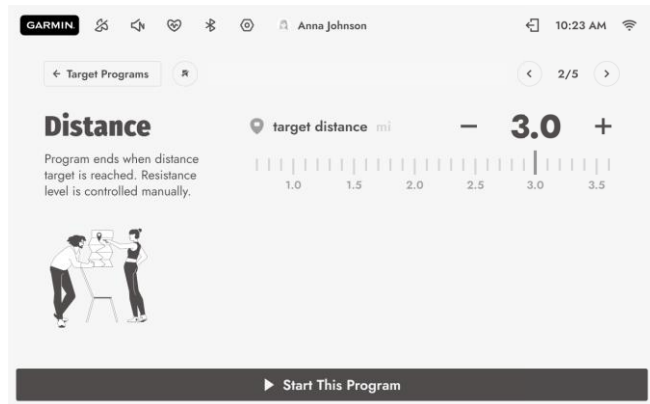 GARMIN.
Anna Johnson
10:23 AM
← Target Programs
2/5
Distance
Program ends when distance
target is reached. Resistance
level is controlled manually.
target distance mi
− 3.0 +
1.0 1.5 2.0 2.5 3.0 3.5
Start This Program